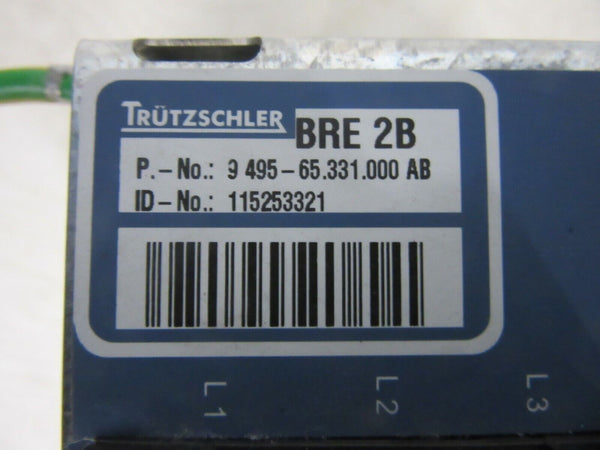 TRÜTZSCHLER BRE 2B
P.-No.: 9 495-65.331.000 AB
ID-No.: 115253321
L1 L2 L3